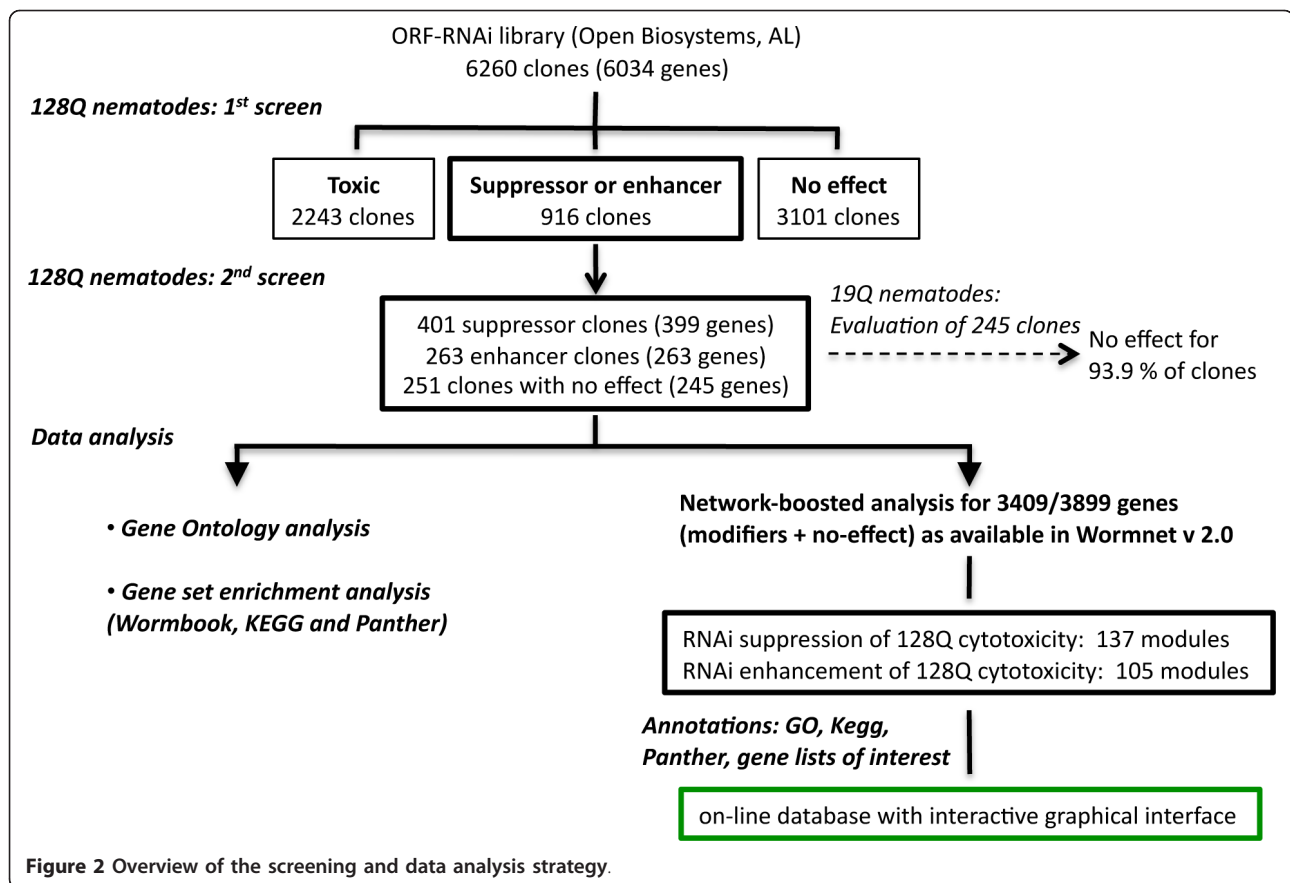 ORF-RNAi library (Open Biosystems, AL)
6260 clones (6034 genes)
128Q nematodes: 1st screen
Toxic
2243 clones
Suppressor or enhancer
916 clones
No effect
3101 clones
128Q nematodes: 2nd screen
401 suppressor clones (399 genes)
263 enhancer clones (263 genes)
251 clones with no effect (245 genes)
19Q nematodes:
Evaluation of 245 clones
No effect for
93.9 % of clones
Data analysis
• Gene Ontology analysis
• Gene set enrichment analysis
(Wormbook, KEGG and Panther)
Network-boosted analysis for 3409/3899 genes
(modifiers + no-effect) as available in Wormnet v 2.0
RNAi suppression of 128Q cytotoxicity: 137 modules
RNAi enhancement of 128Q cytotoxicity: 105 modules
Annotations: GO, Kegg,
Panther, gene lists of interest
on-line database with interactive graphical interface
Figure 2 Overview of the screening and data analysis strategy.